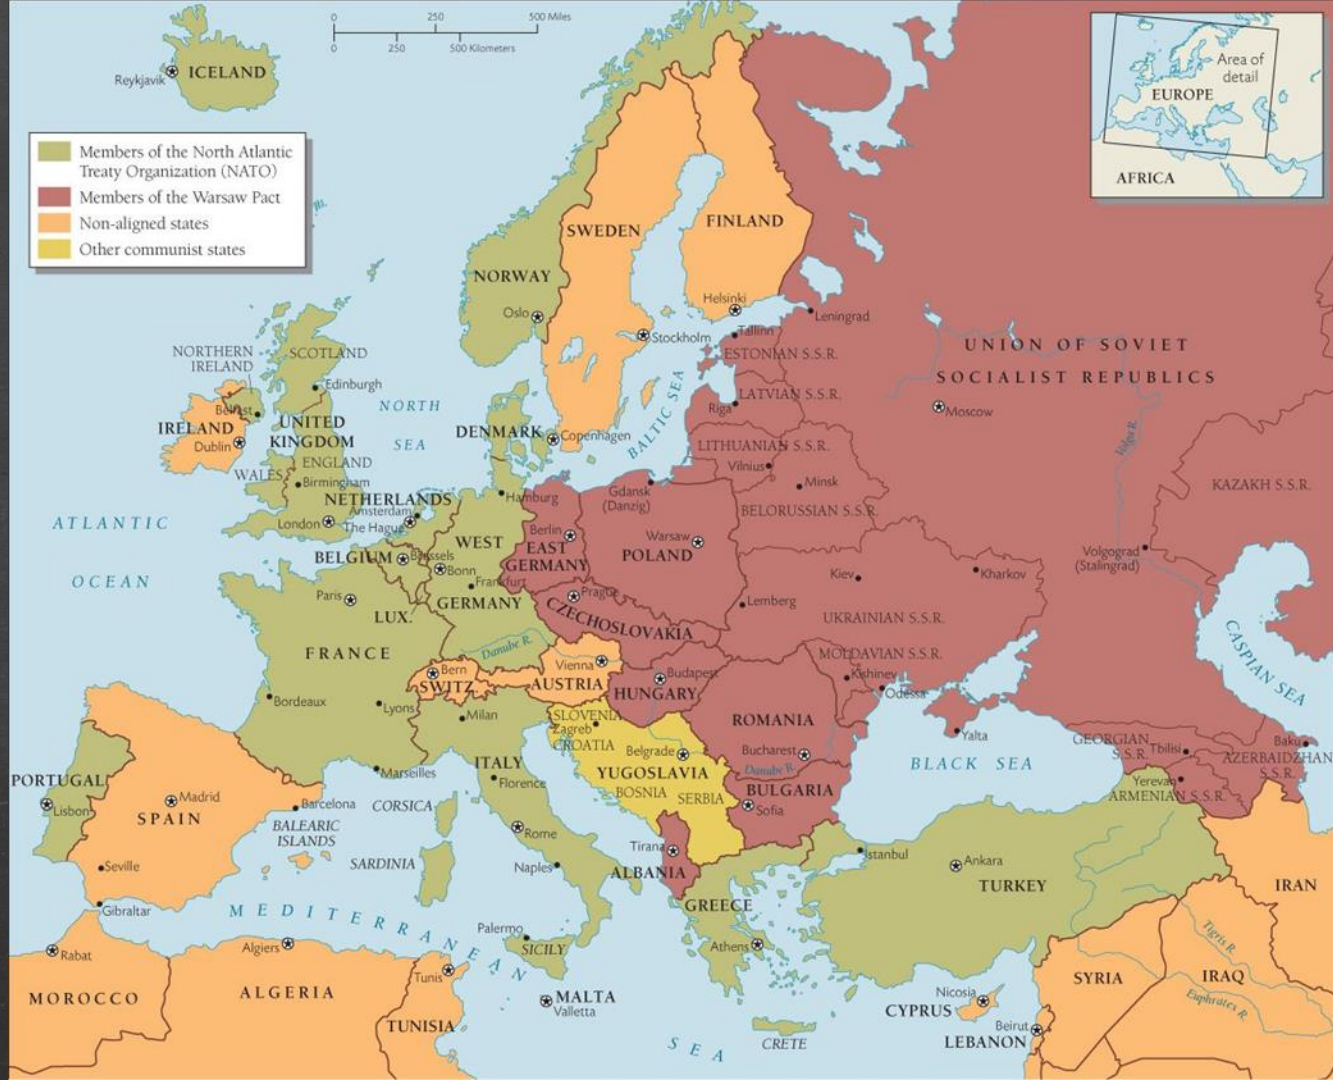 0 250 500 Miles
0 250 500 Kilometers
Area of
detail
EUROPE
AFRICA
Members of the North Atlantic
Treaty Organization (NATO)
Members of the Warsaw Pact
Non-aligned states
Other communist states
Reykjavik
ICELAND
SWEDEN
FINLAND
NORWAY
Oslo
Helsinki
Stockholm
Tallinn
Leningrad
ESTONIAN S.S.R.
UNION OF SOVIET
SOCIALIST REPUBLICS
Moscow
Volga R.
NORTHERN
IRELAND
SCOTLAND
Edinburgh
Belfast
IRELAND
Dublin
UNITED
KINGDOM
ENGLAND
WALES
Birmingham
London
NORTH
SEA
DENMARK
Copenhagen
BALTIC SEA
Riga
LATVIAN S.S.R.
LITHUANIAN S.S.R.
Vilnius
Minsk
BELORUSSIAN S.S.R.
KAZAKH S.S.R.
ATLANTIC
OCEAN
NETHERLANDS
Amsterdam
The Hague
Hamburg
Gdansk
(Danzig)
BELGIUM
Brussels
Bonn
WEST
GERMANY
Frankfurt
Berlin
EAST
GERMANY
Warsaw
POLAND
Prague
CZECHOSLOVAKIA
Lemberg
Kiev
Kharkov
Volgograd
(Stalingrad)
UKRAINIAN S.S.R.
MOLDAVIAN S.S.R.
Kishinev
Odessa
CASPIAN SEA
Paris
LUX.
FRANCE
Danube R.
Bern
SWITZ
Vienna
AUSTRIA
Budapest
HUNGARY
Bordeaux
Lyons
Milan
SLOVENIA
Zagreb
CROATIA
Belgrade
YUGOSLAVIA
BOSNIA
SERBIA
ROMANIA
Bucharest
Danube R.
BULGARIA
Sofia
Yalta
BLACK SEA
GEORGIAN
S.S.R.
Tbilisi
Baku
AZERBAIDZHAN
S.S.R.
Yerevan
ARMENIAN S.S.R.
PORTUGAL
Lisbon
Madrid
SPAIN
Seville
Gibraltar
Barcelona
BALEARIC
ISLANDS
Marseilles
CORSICA
SARDINIA
ITALY
Florence
Rome
Naples
Tirana
ALBANIA
GREECE
Athens
Istanbul
Ankara
TURKEY
IRAN
MEDITERRANEAN
SEA
Palermo
SICILY
Rabat
MOROCCO
Algiers
ALGERIA
Tunis
TUNISIA
MALTA
Valletta
CRETE
Nicosia
CYPRUS
Beirut
LEBANON
SYRIA
Tigris R.
IRAQ
Euphrates R.